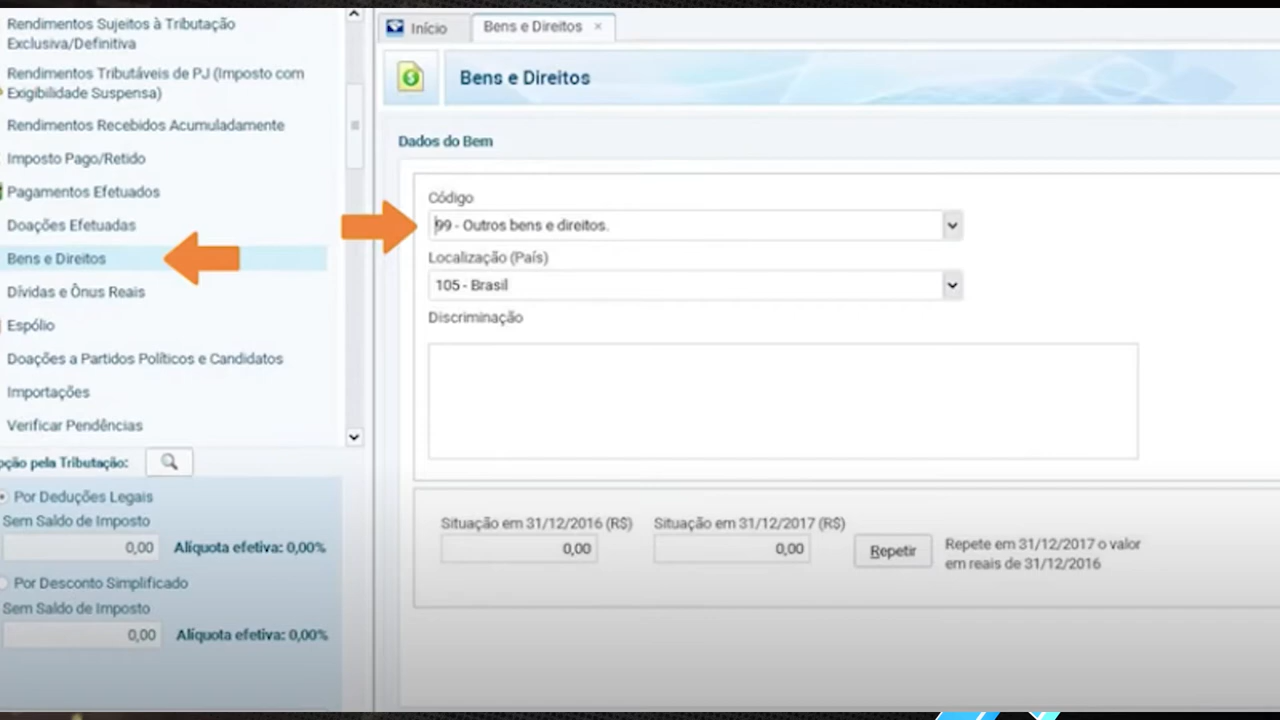 Rendimentos Sujeitos à Tributação
Exclusiva/Definitiva
Rendimentos Tributáveis de PJ (Imposto com
Exigibilidade Suspensa)
Rendimentos Recebidos Acumuladamente
Imposto Pago/Retido
Pagamentos Efetuados
Doações Efetuadas
Bens e Direitos
Dívidas e Ônus Reais
Espólio
Doações a Partidos Políticos e Candidatos
Importações
Verificar Pendências
pção pela Tributação:
Por Deduções Legais
Sem Saldo de Imposto
0,00 Alíquota efetiva: 0,00%
Por Desconto Simplificado
Sem Saldo de Imposto
0,00 Alíquota efetiva: 0,00%
Início
Bens e Direitos ×
Bens e Direitos
Dados do Bem
Código
99 - Outros bens e direitos.
Localização (País)
105 - Brasil
Discriminação
Situação em 31/12/2016 (R$) Situação em 31/12/2017 (R$)
0,00 0,00 Repetir
Repete em 31/12/2017 o valor
em reais de 31/12/2016